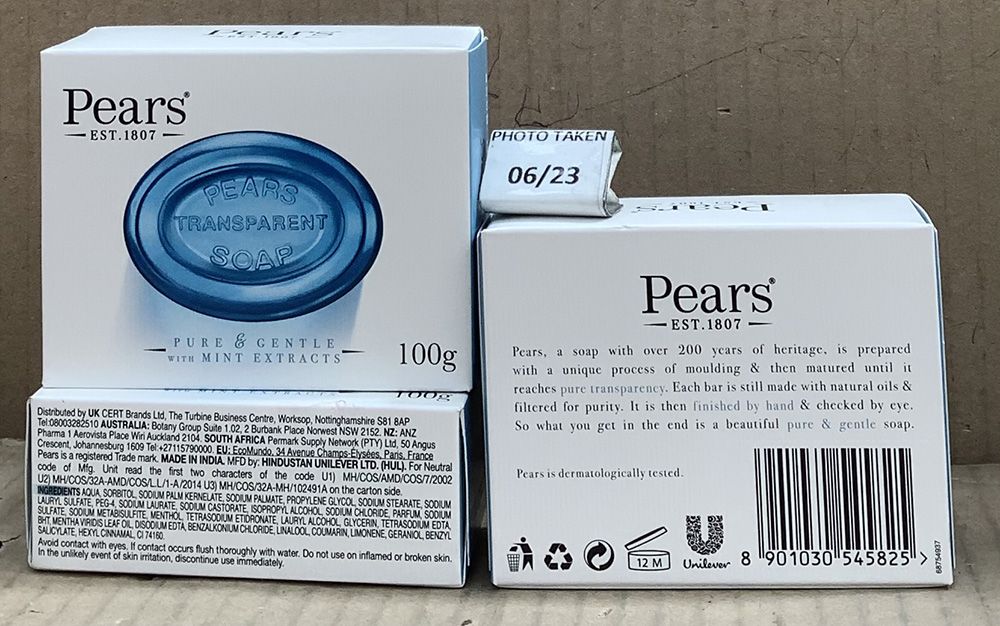 Pears
Pears®
EST.1807
PEARS
TRANSPARENT
SOAP
PURE & GENTLE
WITH MINT EXTRACTS
100g
PHOTO TAKEN
06/23
Pears
Pears®
EST.1807
Pears, a soap with over 200 years of heritage, is prepared
with a unique process of moulding & then matured until it
reaches pure transparency. Each bar is still made with natural oils &
filtered for purity. It is then finished by hand & checked by eye.
So what you get in the end is a beautiful pure & gentle soap.
Pears is dermatologically tested.
12 M
Unilever
8 901030 545825 >
68754937
100g
Distributed by UK CERT Brands Ltd, The Turbine Business Centre, Worksop, Nottinghamshire S81 8AP
Tel:08003282510 AUSTRALIA: Botany Group Suite 1.02, 2 Burbank Place Norwest NSW 2152. NZ: ANZ
Pharma 1 Aerovista Place Wiri Auckland 2104. SOUTH AFRICA Permark Supply Network (PTY) Ltd, 50 Angus
Crescent, Johannesburg 1609 Tel:+27115790000. EU: EcoMundo, 34 Avenue Champs-Elysées, Paris, France
Pears is a registered Trade mark. MADE IN INDIA. MFD by: HINDUSTAN UNILEVER LTD. (HUL). For Neutral
code of Mfg. Unit read the first two characters of the code U1) MH/COS/AMD/COS/7/2002
U2) MH/COS/32A-AMD/COS/LL/1-A/2014 U3) MH/COS/32A-MH/102491A on the carton side.
INGREDIENTS AQUA, SORBITOL, SODIUM PALM KERNELATE, SODIUM PALMATE, PROPYLENE GLYCOL, SODIUM STEARATE, SODIUM
LAURYL SULFATE, PEG-4, SODIUM LAURATE, SODIUM CASTORATE, ISOPROPYL ALCOHOL, SODIUM CHLORIDE, PARFUM, SODIUM
SULFATE, SODIUM METABISULFITE, MENTHOL, TETRASODIUM ETIDRONATE, LAURYL ALCOHOL, GLYCERIN, TETRASODIUM EDTA,
BHT, MENTHA VIRIDIS LEAF OIL, DISODIUM EDTA, BENZALKONIUM CHLORIDE, LINALOOL, COUMARIN, LIMONENE, GERANIOL, BENZYL
SALICYLATE, HEXYL CINNAMAL, CI 74160.
Avoid contact with eyes. If contact occurs flush thoroughly with water. Do not use on inflamed or broken skin.
In the unlikely event of skin irritation, discontinue use immediately.